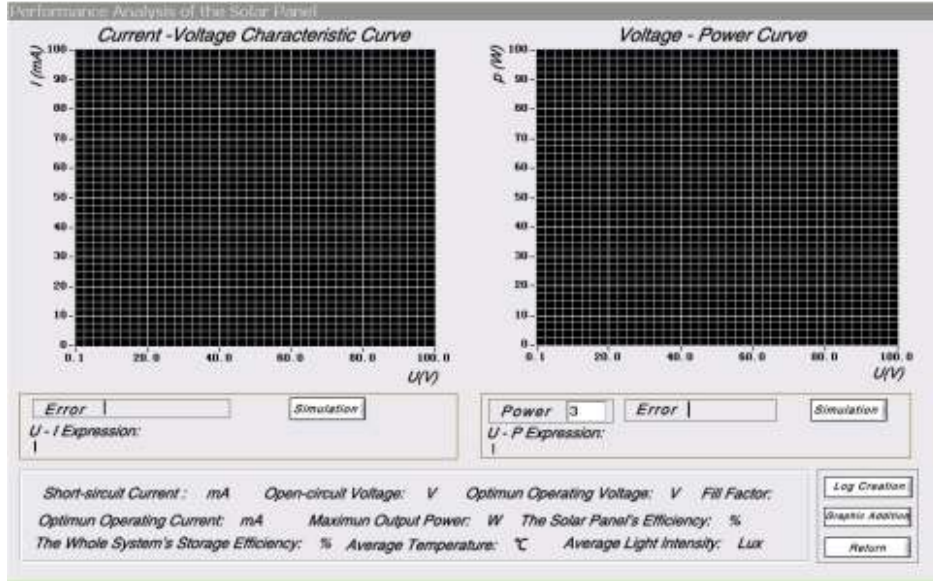 Performance Analysis of the Solar Panel
Current -Voltage Characteristic Curve
I (mA)
100
90
80
70
60
50
40
30
20
10
0
0.1 20.0 40.0 60.0 80.0 100.0
U(V)
Voltage - Power Curve
p (W)
100
90
80
70
60
50
40
30
20
10
0
0.1 20.0 40.0 60.0 80.0 100.0
U(V)
Error Simulation
U - I Expression:
Power 3 Error Simulation
U - P Expression:
Short-sircuit Current : mA Open-circuit Voltage: V Optimun Operating Voltage: V Fill Factor:
Optimun Operating Current: mA Maximun Output Power: W The Solar Panel's Efficiency: %
The Whole System's Storage Efficiency: % Average Temperature: ℃ Average Light Intensity: Lux
Log Creation
Graphic Addition
Return